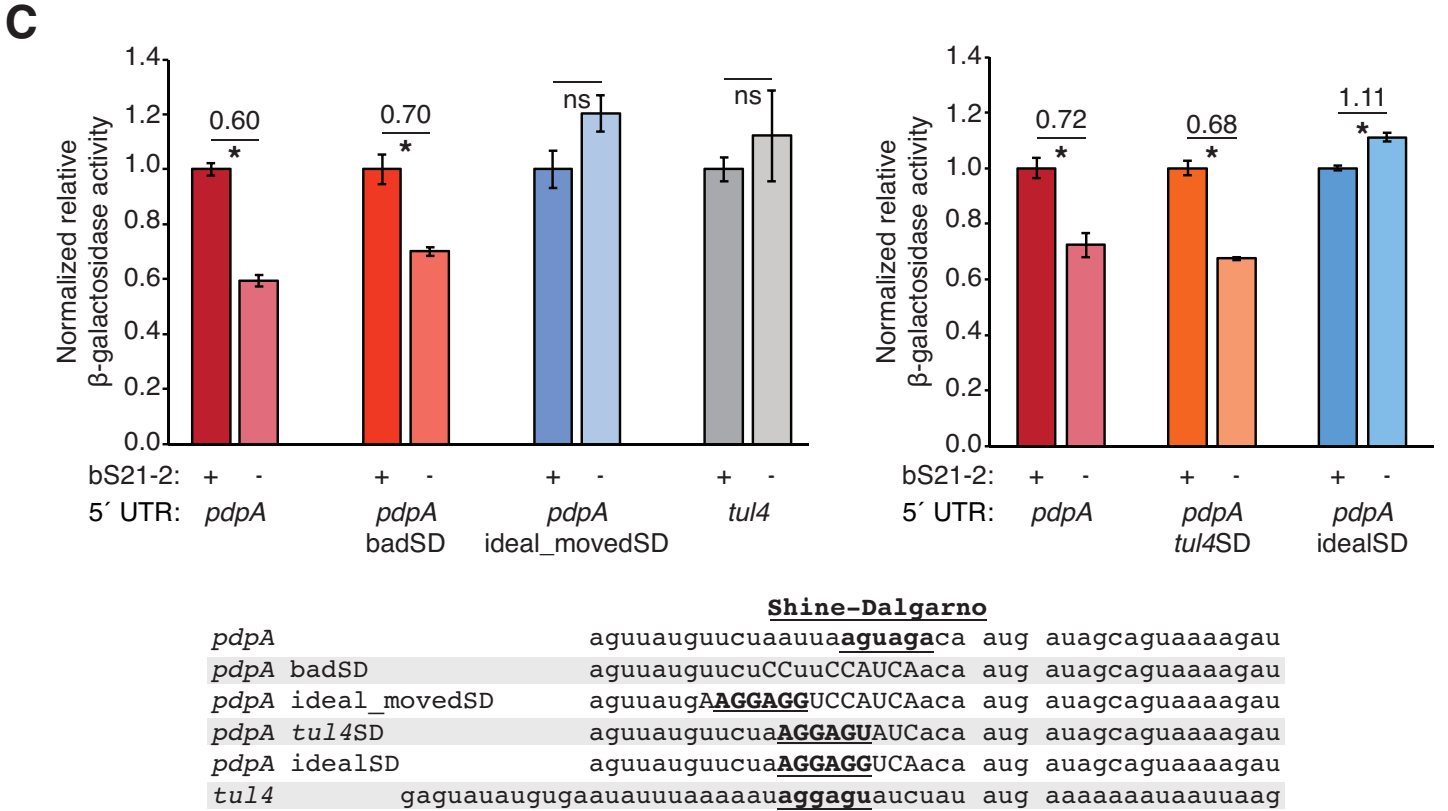 C
Normalized relative
β-galactosidase activity
1.4
1.2
1.0
0.8
0.6
0.4
0.2
0.0
0.60
*
0.70
*
ns
ns
bS21-2: + - + - + - + -
5´ UTR: pdpA pdpA pdpA tul4
badSD ideal_movedSD
Normalized relative
β-galactosidase activity
1.4
1.2
1.0
0.8
0.6
0.4
0.2
0.0
0.72
*
0.68
*
1.11
*
bS21-2: + - + - + -
5´ UTR: pdpA pdpA pdpA
tul4SD idealSD
Shine-Dalgarno
pdpA aguuauguucuaauuaaguagaca aug auagcaguaaaagau
pdpA badSD aguuauguucuCCuuCCAUCAaca aug auagcaguaaaagau
pdpA ideal_movedSD aguuaugAAGGAGGUCCAUCAaca aug auagcaguaaaagau
pdpA tul4SD aguuauguucuaAGGAGUAUCaca aug auagcaguaaaagau
pdpA idealSD aguuauguucuaAGGAGGUCAaca aug auagcaguaaaagau
tul4 gaguauaugugaauauuuaaaaauaggaguaucuau aug aaaaaaauaauuaag